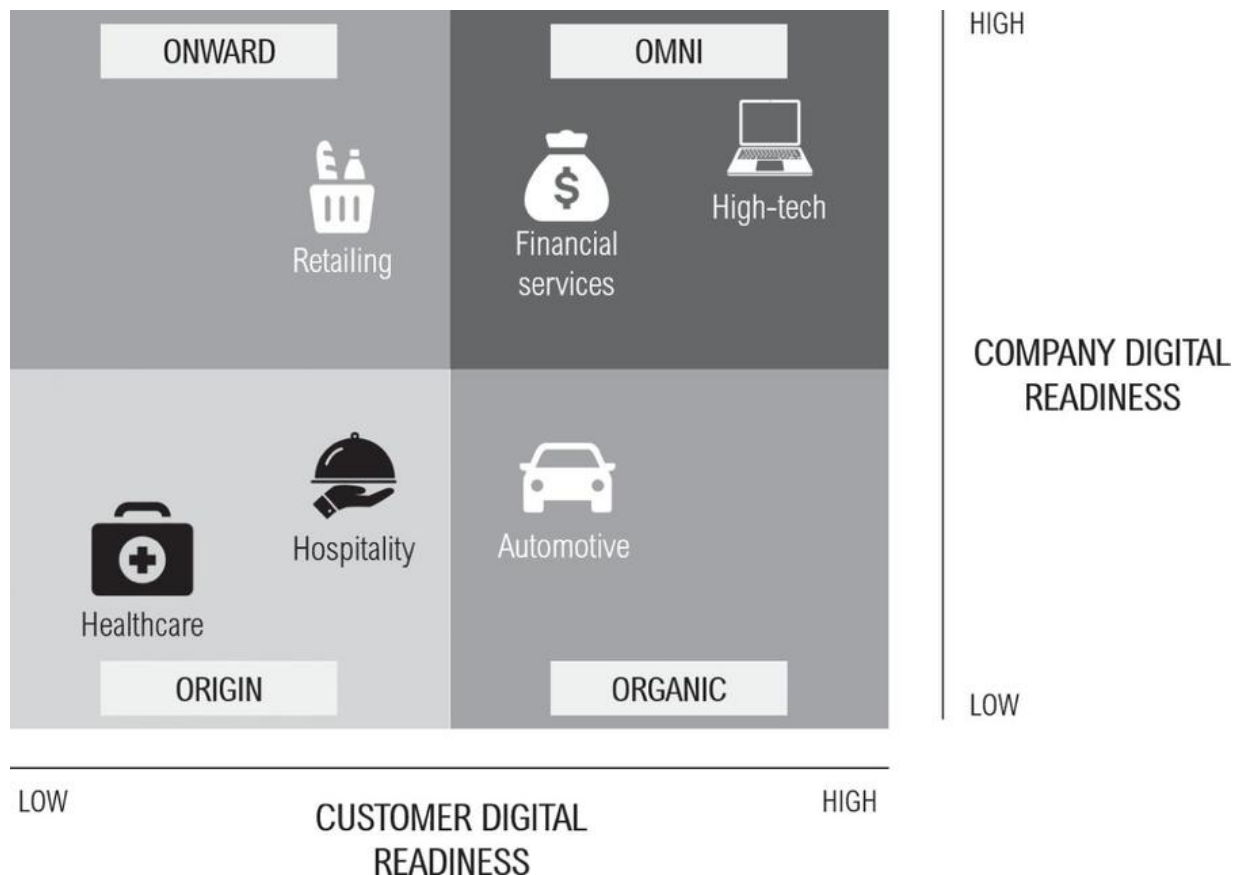 ONWARD
OMNI
HIGH
$
High-tech
Retailing
Financial
services
COMPANY DIGITAL
READINESS
Hospitality
Automotive
Healthcare
ORIGIN
ORGANIC
LOW
LOW
HIGH
CUSTOMER DIGITAL
READINESS